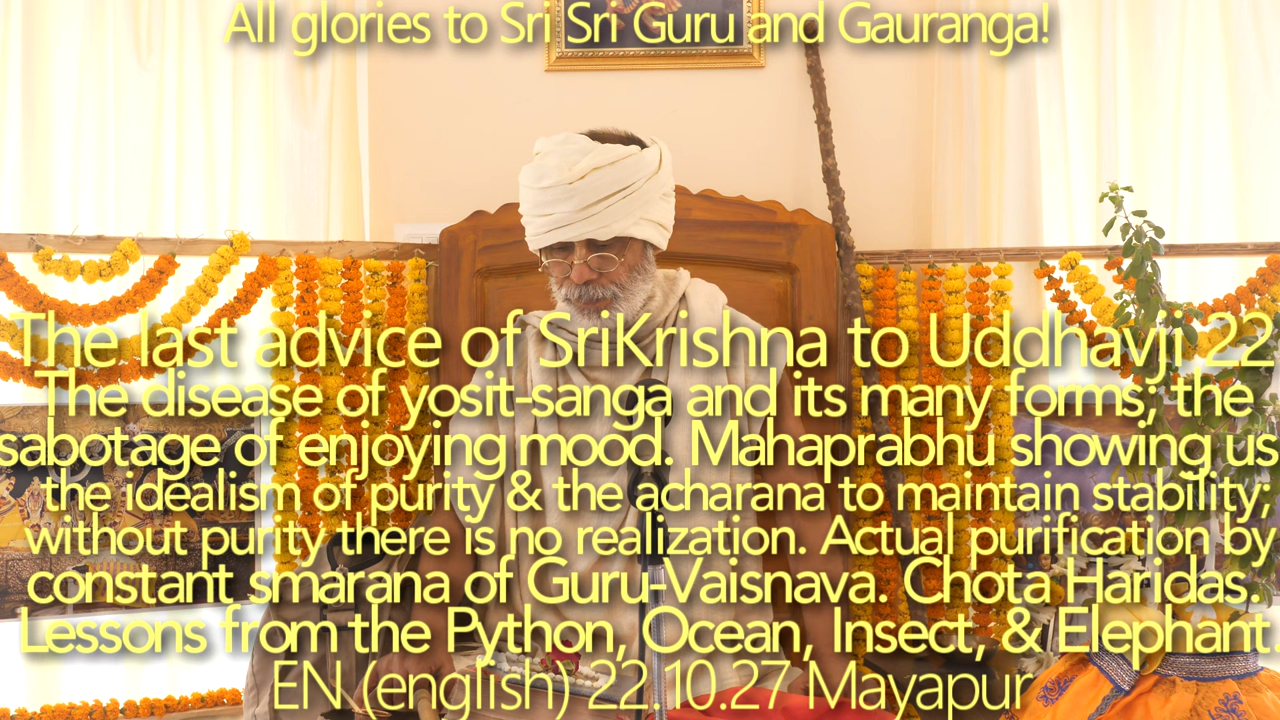 All glories to Sri Sri Guru and Gauranga!
The last advice of SriKrishna to Uddhavji 22
The disease of yosit-sanga and its many forms; the
sabotage of enjoying mood. Mahaprabhu showing us
the idealism of purity & the acharana to maintain stability;
without purity there is no realization. Actual purification by
constant smarana of Guru-Vaisnava. Chota Haridas.
Lessons from the Python, Ocean, Insect, & Elephant.
EN (english) 22.10.27 Mayapur